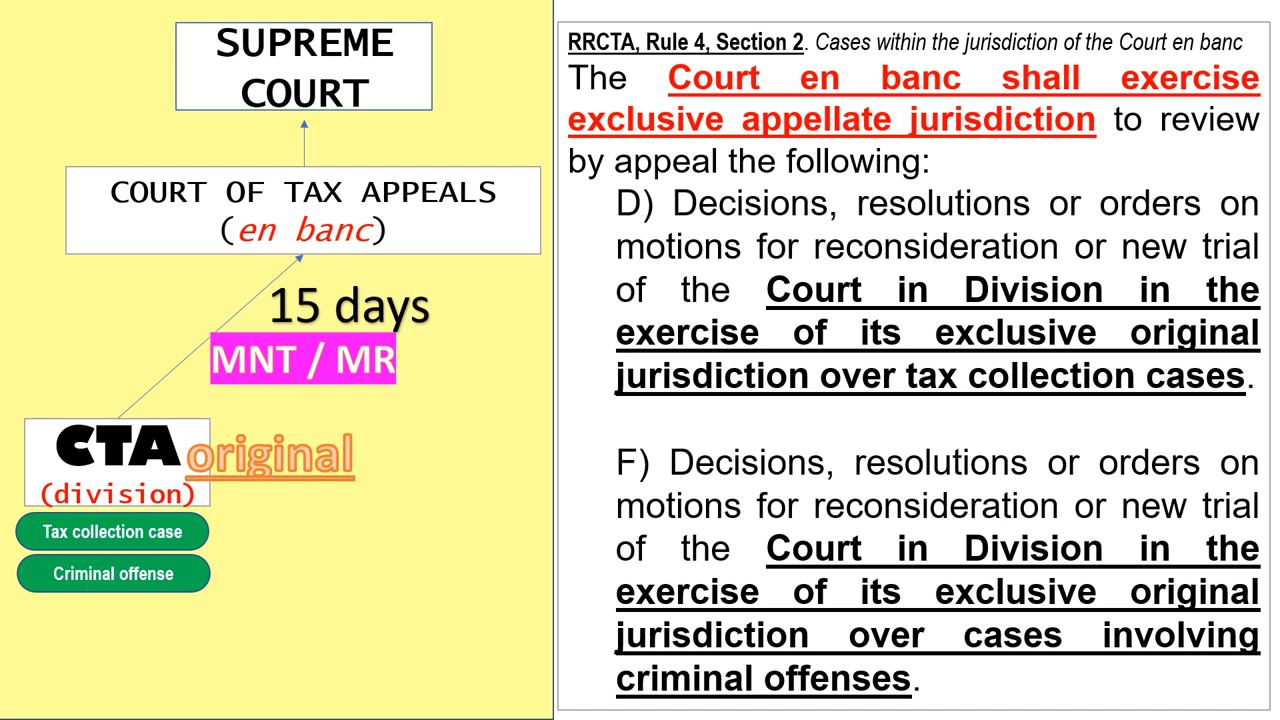 SUPREME
COURT
COURT OF TAX APPEALS
(en banc)
15 days
MNT / MR
CTA original
(division)
Tax collection case
Criminal offense
RRCTA, Rule 4, Section 2. Cases within the jurisdiction of the Court en banc
The Court en banc shall exercise
exclusive appellate jurisdiction to review
by appeal the following:
D) Decisions, resolutions or orders on
motions for reconsideration or new trial
of the Court in Division in the
exercise of its exclusive original
jurisdiction over tax collection cases.
F) Decisions, resolutions or orders on
motions for reconsideration or new trial
of the Court in Division in the
exercise of its exclusive original
jurisdiction over cases involving
criminal offenses.